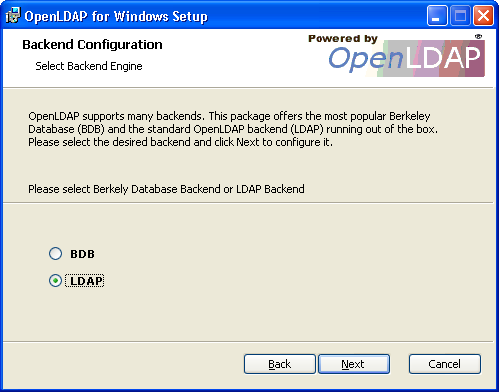 OpenLDAP for Windows Setup
Backend Configuration
Select Backend Engine
Powered by
OpenLDAP®
OpenLDAP supports many backends. This package offers the most popular Berkeley
Database (BDB) and the standard OpenLDAP backend (LDAP) running out of the box.
Please select the desired backend and click Next to configure it.
Please select Berkely Database Backend or LDAP Backend
BDB
LDAP
Back
Next
Cancel